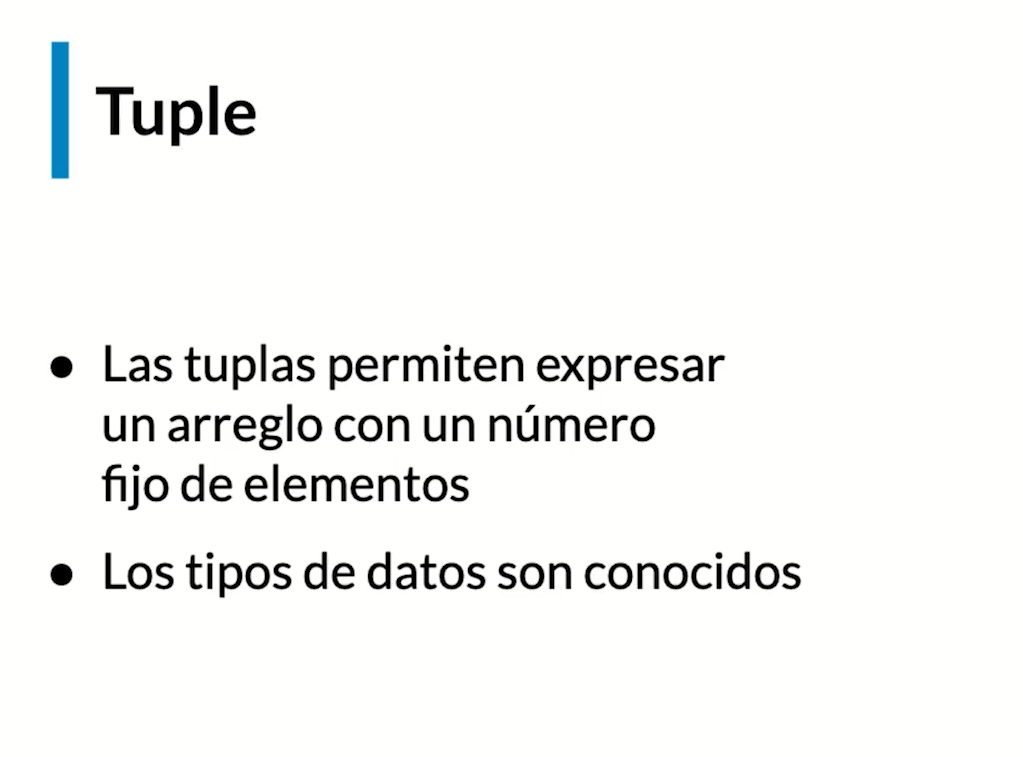 Tuple
● Las tuplas permiten expresar
un arreglo con un número
fijo de elementos
● Los tipos de datos son conocidos